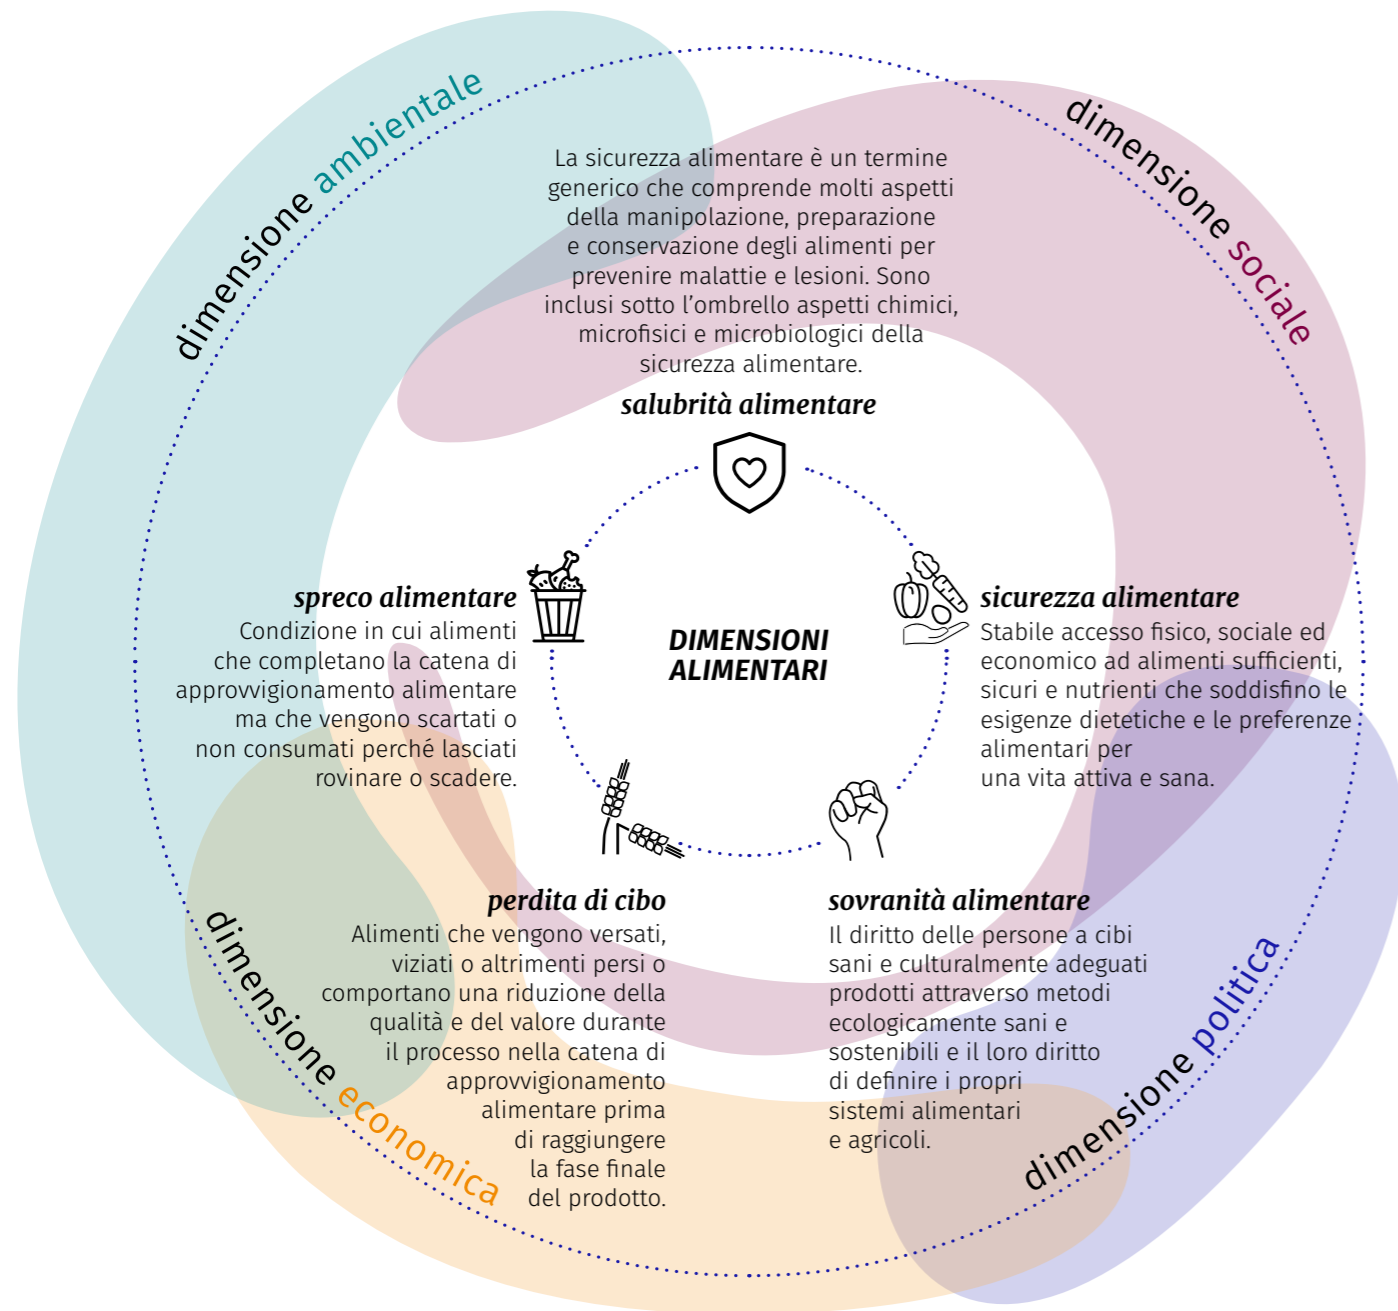 dimensione ambientale
dimensione sociale
La sicurezza alimentare è un termine
generico che comprende molti aspetti
della manipolazione, preparazione
e conservazione degli alimenti per
prevenire malattie e lesioni. Sono
inclusi sotto l’ombrello aspetti chimici,
microfisici e microbiologici della
sicurezza alimentare.
salubrità alimentare
spreco alimentare
Condizione in cui alimenti
che completano la catena di
approvvigionamento alimentare
ma che vengono scartati o
non consumati perché lasciati
rovinare o scadere.
DIMENSIONI
ALIMENTARI
sicurezza alimentare
Stabile accesso fisico, sociale ed
economico ad alimenti sufficienti,
sicuri e nutrienti che soddisfino le
esigenze dietetiche e le preferenze
alimentari per
una vita attiva e sana.
perdita di cibo
Alimenti che vengono versati,
viziati o altrimenti persi o
comportano una riduzione della
qualità e del valore durante
il processo nella catena di
approvvigionamento
alimentare prima
di raggiungere
la fase finale
del prodotto.
sovranità alimentare
Il diritto delle persone a cibi
sani e culturalmente adeguati
prodotti attraverso metodi
ecologicamente sani e
sostenibili e il loro diritto
di definire i propri
sistemi alimentari
e agricoli.
dimensione economica
dimensione politica